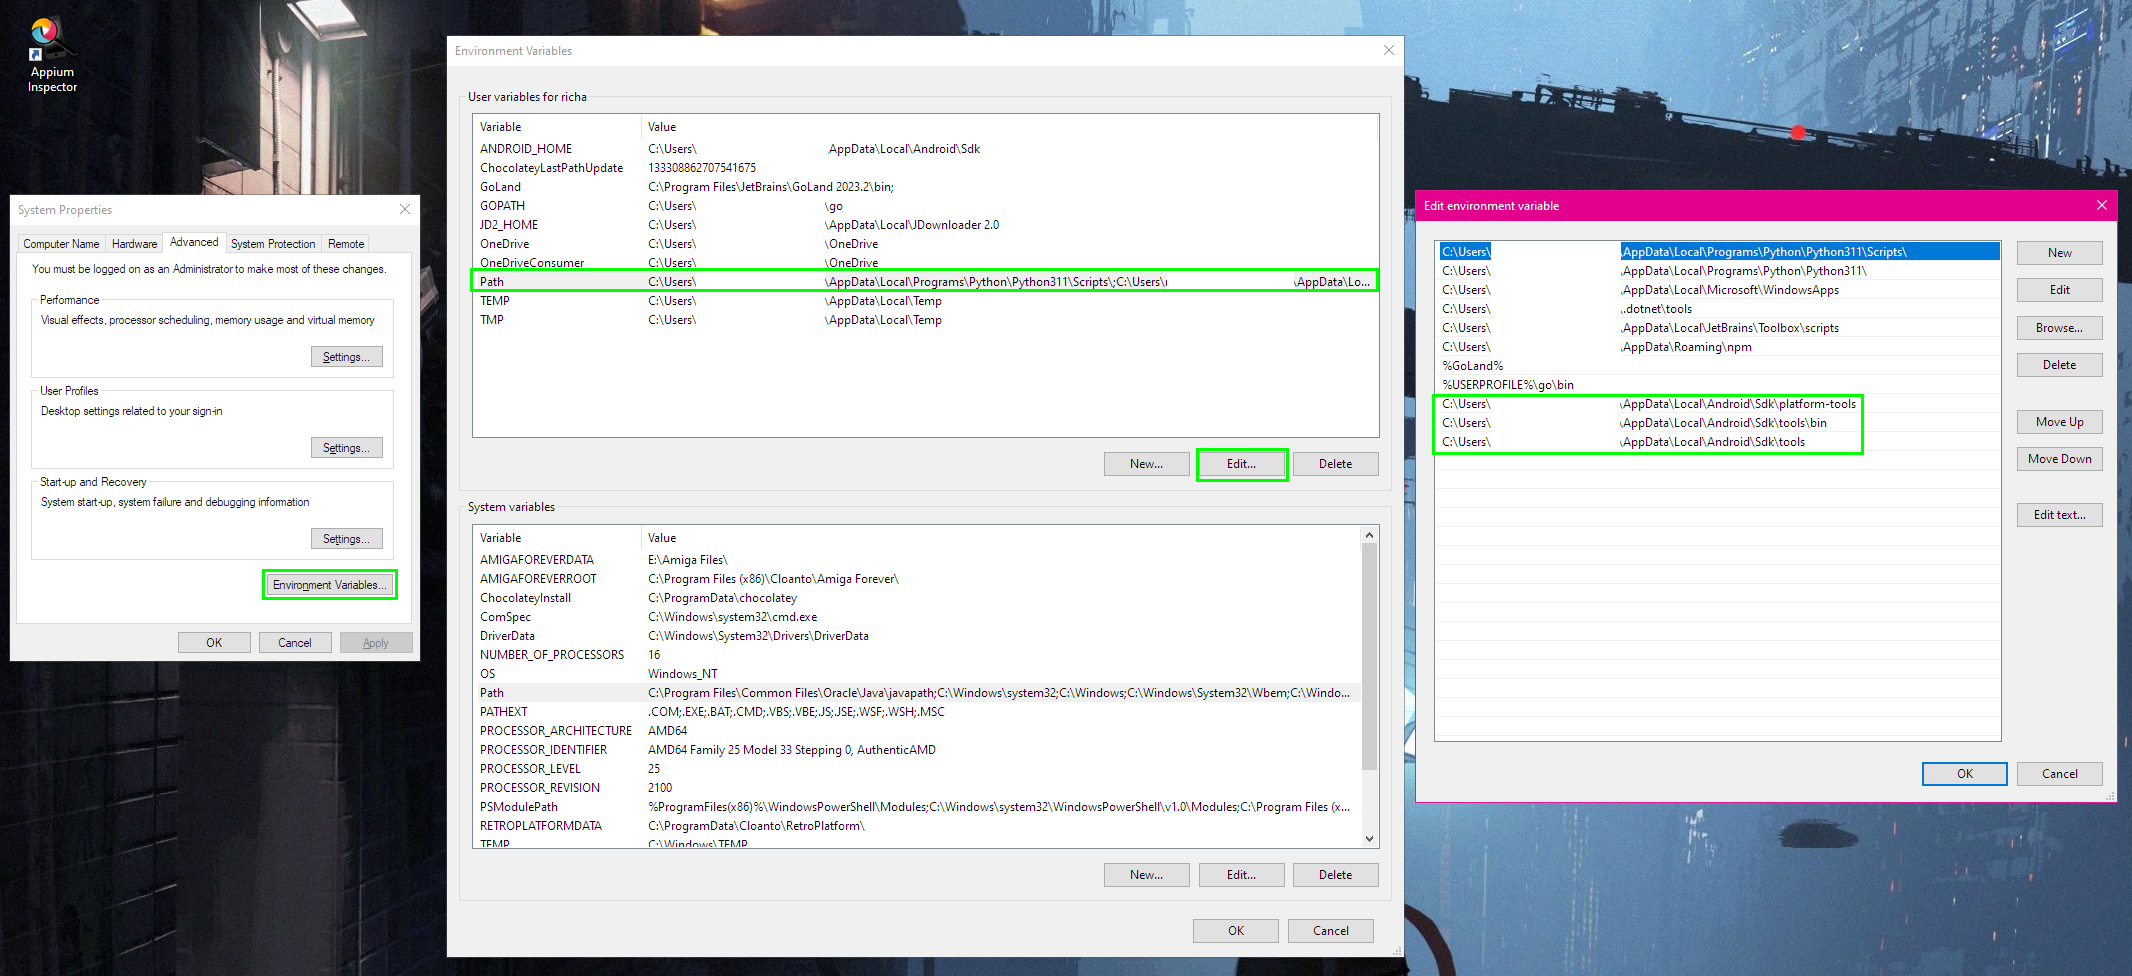 Appium
Inspector
System Properties
Computer Name Hardware Advanced System Protection Remote
You must be logged on as an Administrator to make most of these changes.
Performance
Visual effects, processor scheduling, memory usage and virtual memory
Settings...
User Profiles
Desktop settings related to your sign-in
Settings...
Start-up and Recovery
System start-up, system failure and debugging information
Settings...
Environment Variables...
OK Cancel Apply
Environment Variables
User variables for richa
Variable Value
ANDROID_HOME C:\Users\ AppData\Local\Android\Sdk
ChocolateyLastPathUpdate 133308862707541675
GoLand C:\Program Files\JetBrains\GoLand 2023.2\bin;
GOPATH C:\Users\ \go
JD2_HOME C:\Users\ \AppData\Local\JDownloader 2.0
OneDrive C:\Users\ \OneDrive
OneDriveConsumer C:\Users\ \OneDrive
Path C:\Users\ \AppData\Local\Programs\Python\Python311\Scripts\;C:\Users\ \AppData\Lo...
TEMP C:\Users\ \AppData\Local\Temp
TMP C:\Users\ \AppData\Local\Temp
New... Edit... Delete
System variables
Variable Value
AMIGAFOREVERDATA E:\Amiga Files\
AMIGAFOREVERROOT C:\Program Files (x86)\Cloanto\Amiga Forever\
ChocolateyInstall C:\ProgramData\chocolatey
ComSpec C:\Windows\system32\cmd.exe
DriverData C:\Windows\System32\Drivers\DriverData
NUMBER_OF_PROCESSORS 16
OS Windows_NT
Path C:\Program Files\Common Files\Oracle\Java\javapath;C:\Windows\system32;C:\Windows;C:\Windows\System32\Wbem;C:\Windo...
PATHEXT .COM;.EXE;.BAT;.CMD;.VBS;.VBE;.JS;.JSE;.WSF;.WSH;.MSC
PROCESSOR_ARCHITECTURE AMD64
PROCESSOR_IDENTIFIER AMD64 Family 25 Model 33 Stepping 0, AuthenticAMD
PROCESSOR_LEVEL 25
PROCESSOR_REVISION 2100
PSModulePath %ProgramFiles(x86)%\WindowsPowerShell\Modules;C:\Windows\system32\WindowsPowerShell\v1.0\Modules;C:\Program Files (x...
RETROPLATFORMDATA C:\ProgramData\Cloanto\RetroPlatform\
TEMP C:\Windows\TEMP
New... Edit... Delete
OK Cancel
Edit environment variable
C:\Users\ \AppData\Local\Programs\Python\Python311\Scripts\
C:\Users\ \AppData\Local\Programs\Python\Python311\
C:\Users\ \AppData\Local\Microsoft\WindowsApps
C:\Users\ \.dotnet\tools
C:\Users\ \AppData\Local\JetBrains\Toolbox\scripts
C:\Users\ \AppData\Roaming\npm
%GoLand%
%USERPROFILE%\go\bin
C:\Users\ \AppData\Local\Android\Sdk\platform-tools
C:\Users\ \AppData\Local\Android\Sdk\tools\bin
C:\Users\ \AppData\Local\Android\Sdk\tools
New
Edit
Browse...
Delete
Move Up
Move Down
Edit text...
OK Cancel